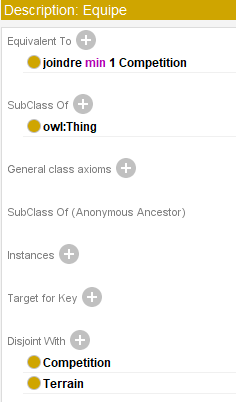 Description: Equipe
Equivalent To
joindre min 1 Competition
SubClass Of
owl:Thing
General class axioms
SubClass Of (Anonymous Ancestor)
Instances
Target for Key
Disjoint With
Competition
Terrain